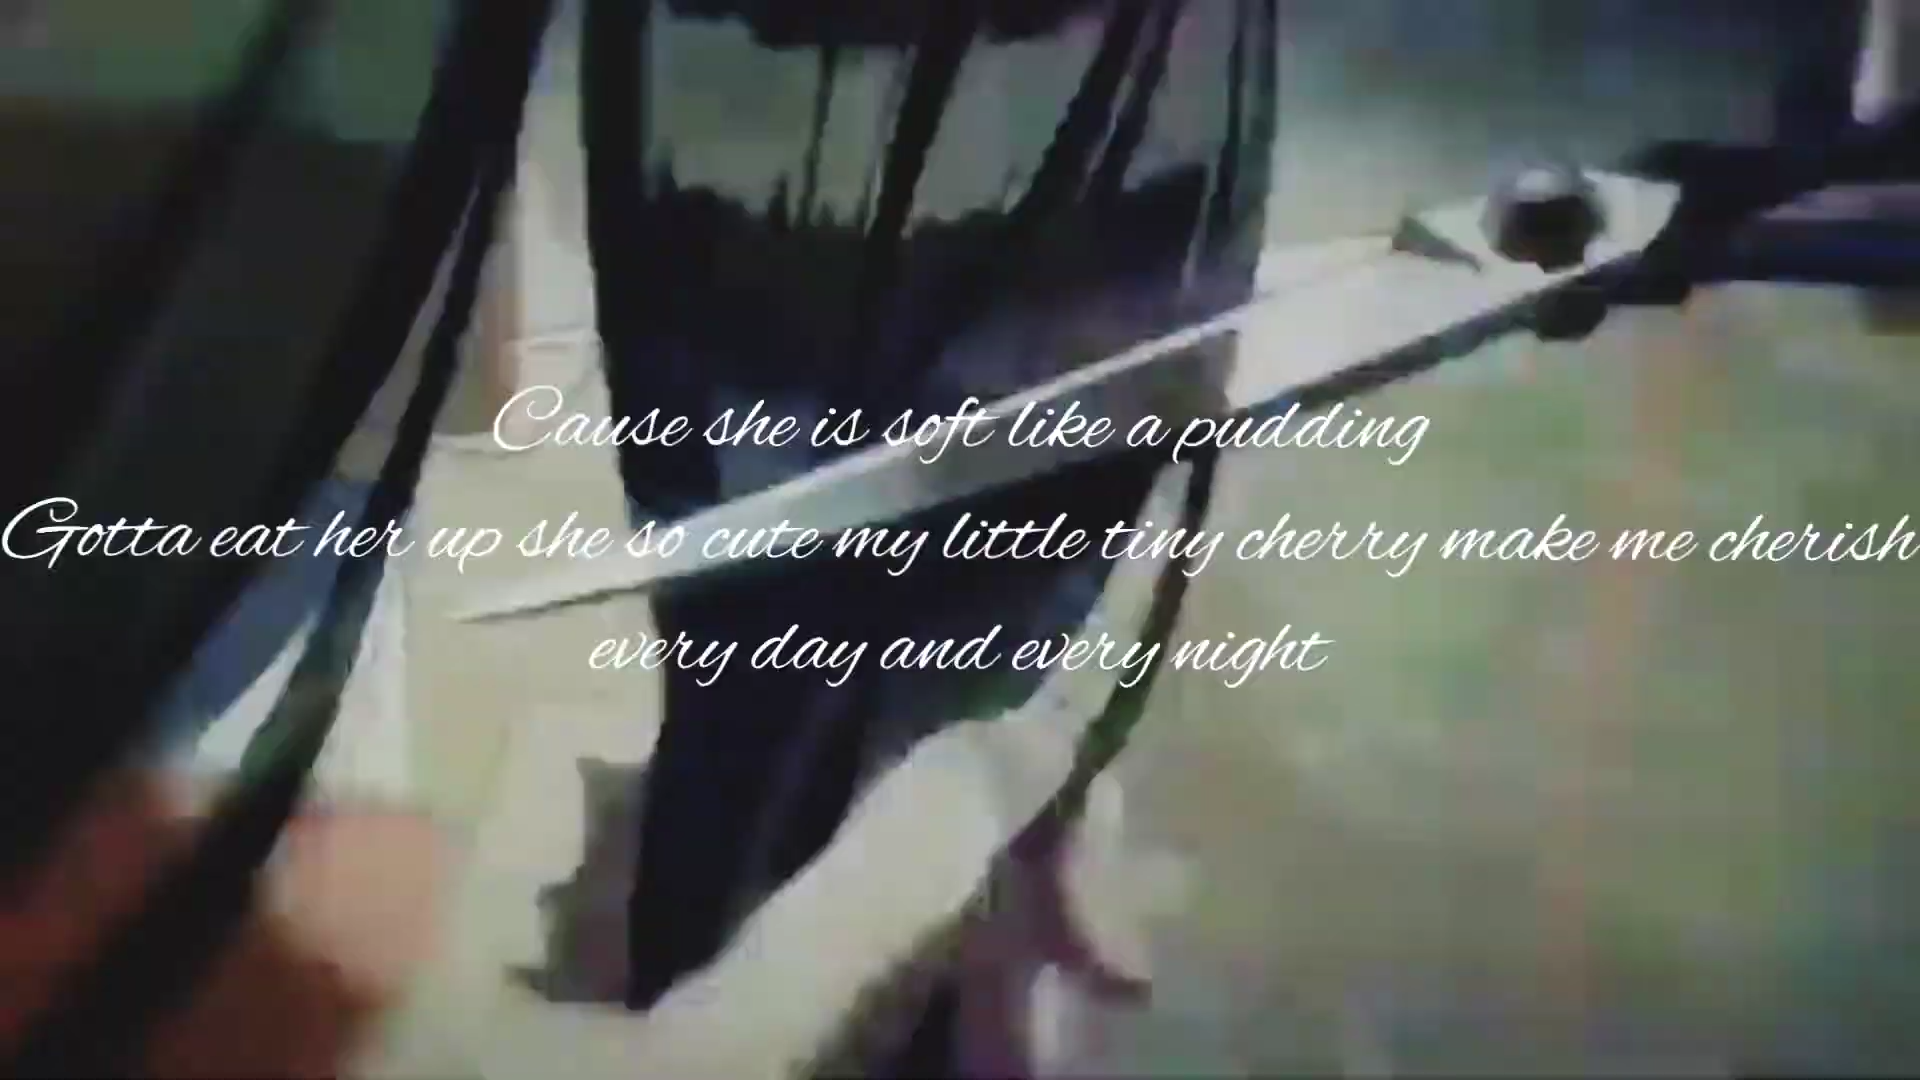 Cause she is soft like a pudding
Gotta eat her up she so cute my little tiny cherry make me cherish
every day and every night